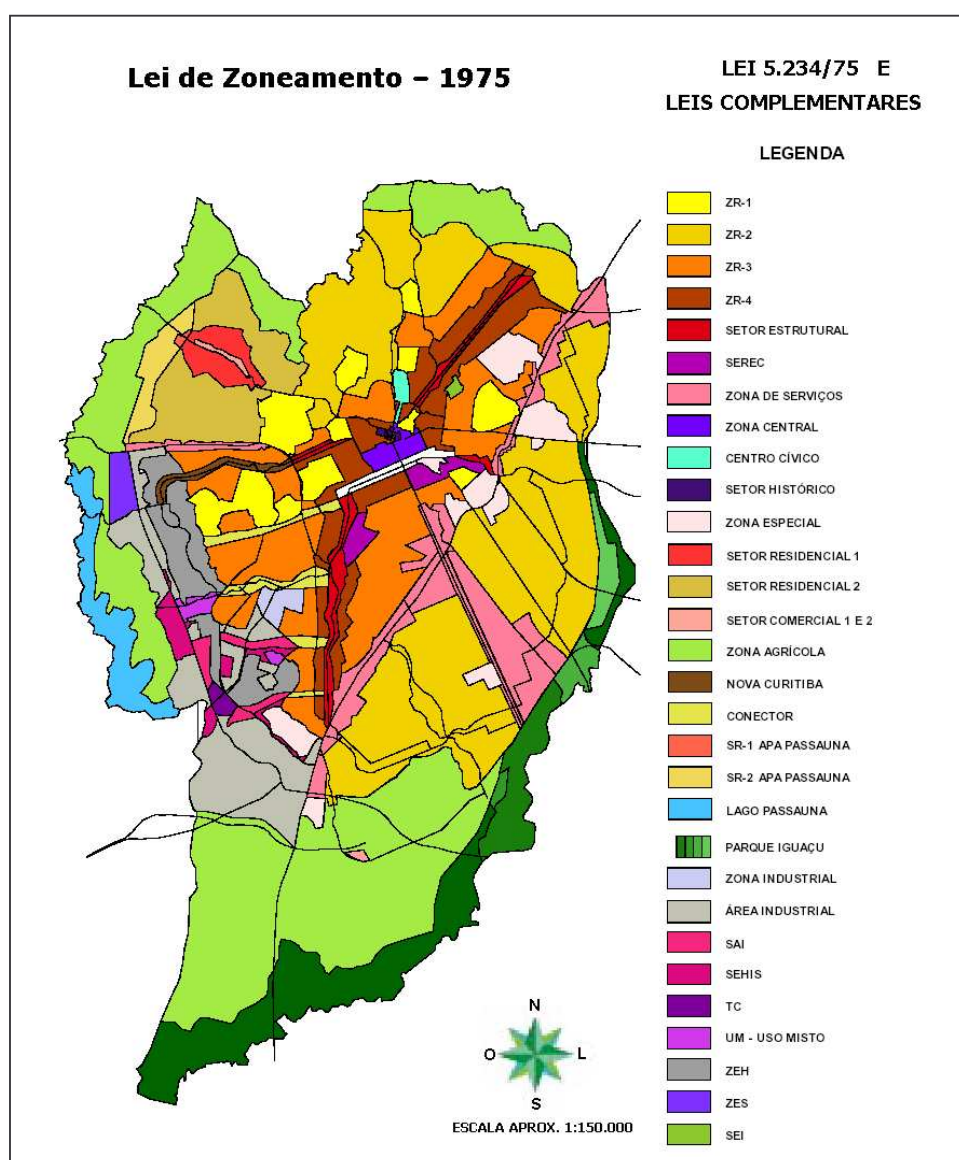 Lei de Zoneamento – 1975
LEI 5.234/75 E
LEIS COMPLEMENTARES
LEGENDA
ZR-1
ZR-2
ZR-3
ZR-4
SETOR ESTRUTURAL
SEREC
ZONA DE SERVIÇOS
ZONA CENTRAL
CENTRO CÍVICO
SETOR HISTÓRICO
ZONA ESPECIAL
SETOR RESIDENCIAL 1
SETOR RESIDENCIAL 2
SETOR COMERCIAL 1 E 2
ZONA AGRÍCOLA
NOVA CURITIBA
CONECTOR
SR-1 APA PASSAUNA
SR-2 APA PASSAUNA
LAGO PASSAUNA
PARQUE IGUAÇU
ZONA INDUSTRIAL
ÁREA INDUSTRIAL
SAI
SEHIS
TC
UM - USO MISTO
ZEH
ZES
SEI
N
O
L
S
ESCALA APROX. 1:150.000